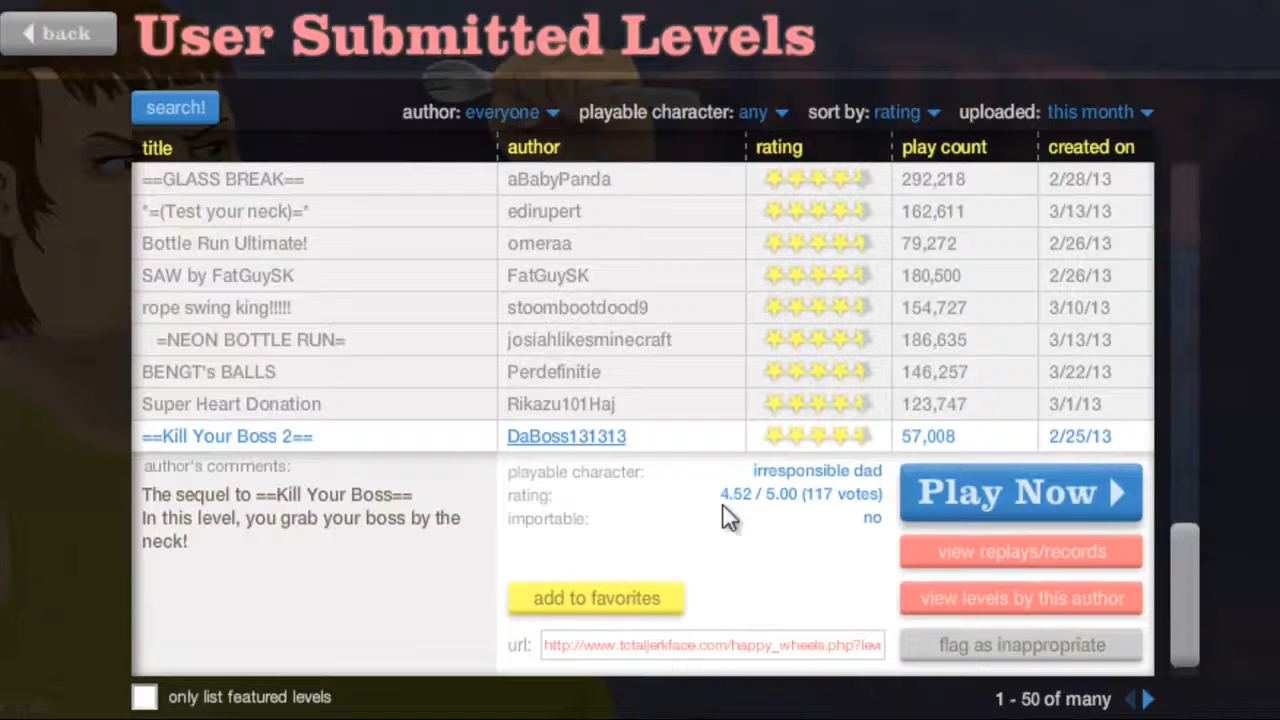 back
User Submitted Levels
search!
author: everyone playable character: any sort by: rating uploaded: this month
title author rating play count created on
==GLASS BREAK== aBabyPanda 292,218 2/28/13
*=(Test your neck)=* edirupert 162,611 3/13/13
Bottle Run Ultimate! omeraa 79,272 2/26/13
SAW by FatGuySK FatGuySK 180,500 2/26/13
rope swing king!!!!! stoombootdood9 154,727 3/10/13
=NEON BOTTLE RUN= josiahlikesminecraft 186,635 3/13/13
BENGT's BALLS Perdefinitie 146,257 3/22/13
Super Heart Donation Rikazu101Haj 123,747 3/1/13
==Kill Your Boss 2== DaBoss131313 57,008 2/25/13
author's comments:
The sequel to ==Kill Your Boss==
In this level, you grab your boss by the
neck!
playable character: irresponsible dad
rating: 4.52 / 5.00 (117 votes)
importable: no
add to favorites
url: http://www.totaljerkface.com/happy_wheels.php?leve
Play Now
view replays/records
view levels by this author
flag as inappropriate
only list featured levels
1 - 50 of many